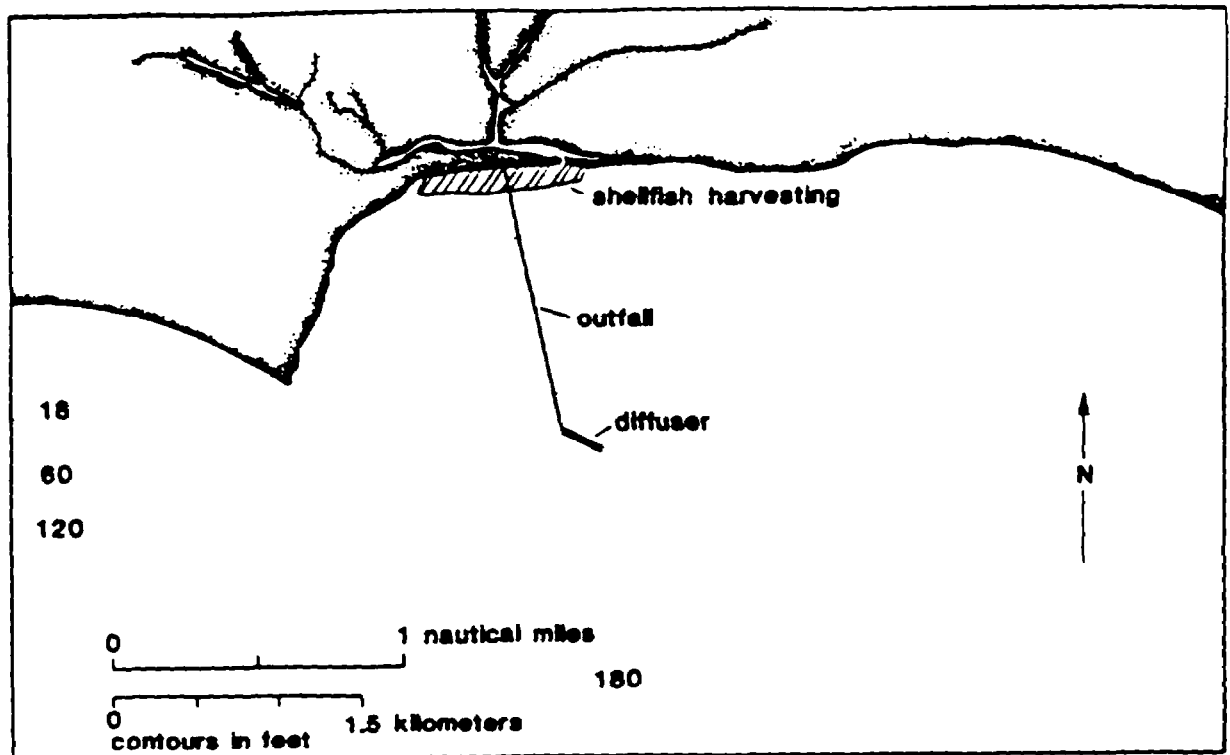 shellfish harvesting
outfall
diffuser
18
60
120
N
0 1 nautical miles
180
0 1.5 kilometers
contours in feet